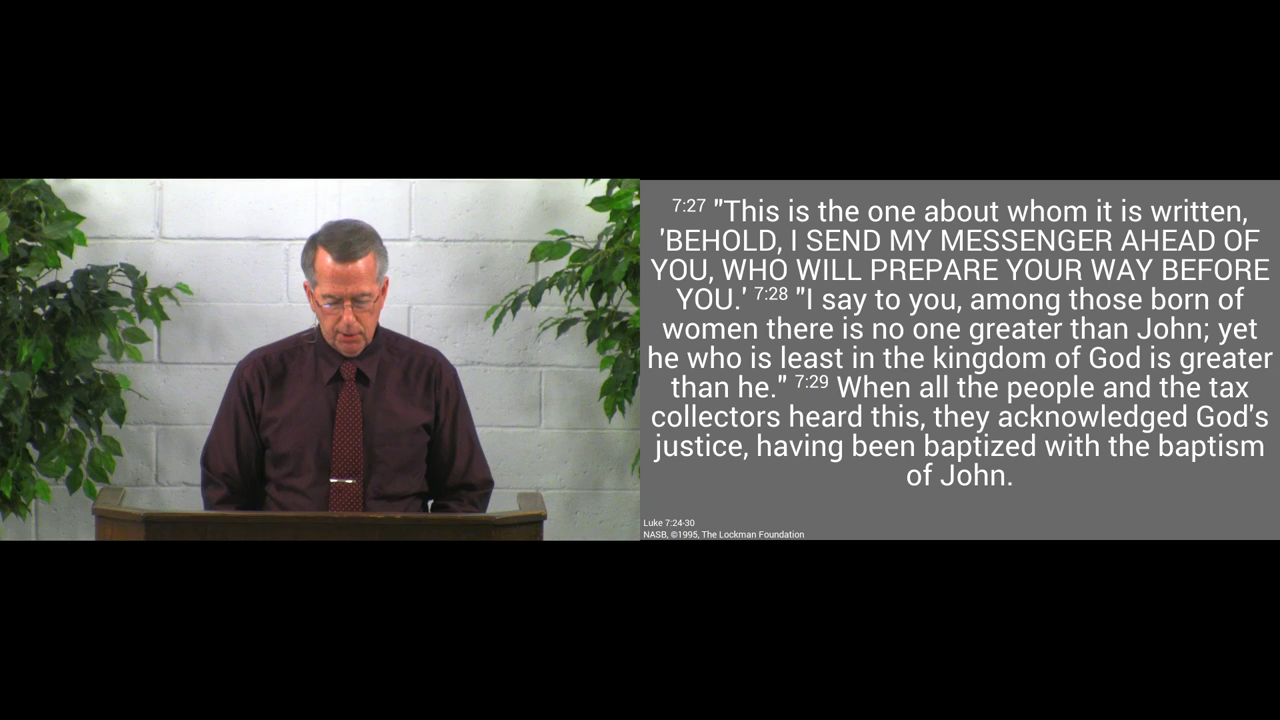 7:27 "This is the one about whom it is written,
'BEHOLD, I SEND MY MESSENGER AHEAD OF
YOU, WHO WILL PREPARE YOUR WAY BEFORE
YOU.' 7:28 "I say to you, among those born of
women there is no one greater than John; yet
he who is least in the kingdom of God is greater
than he." 7:29 When all the people and the tax
collectors heard this, they acknowledged God's
justice, having been baptized with the baptism
of John.
Luke 7:24-30
NASB, ©1995, The Lockman Foundation